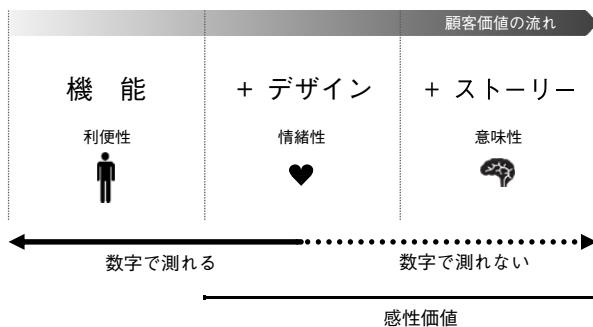 顧客価値の流れ
機 能
+ デザイン
+ ストーリー
利便性
情緒性
意味性
数字で測れる
数字で測れない
感性価値